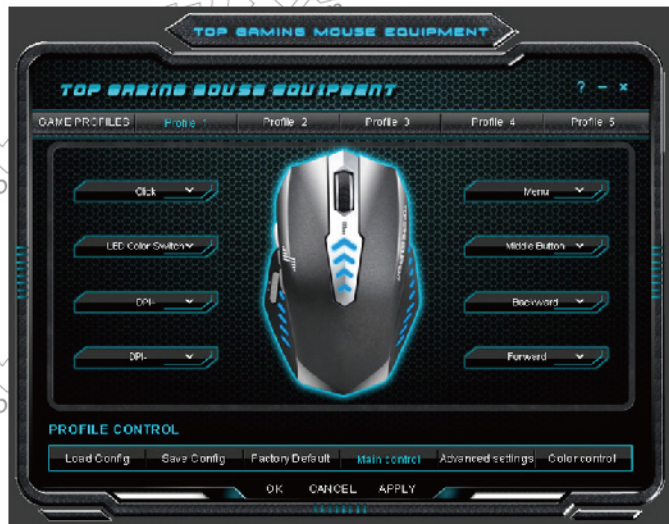 TOP GAMING MOUSE EQUIPMENT
TOP GAMING MOUSE EQUIPMENT
? – ×
GAME PROFILES Profile 1 Profile 2 Profile 3 Profile 4 Profile 5
Click Menu
LED Color Switch Middle Button
DPI- Backward
DPI- Forward
PROFILE CONTROL
Load Config Save Config Factory Default Main control Advanced settings Color control
OK CANCEL APPLY